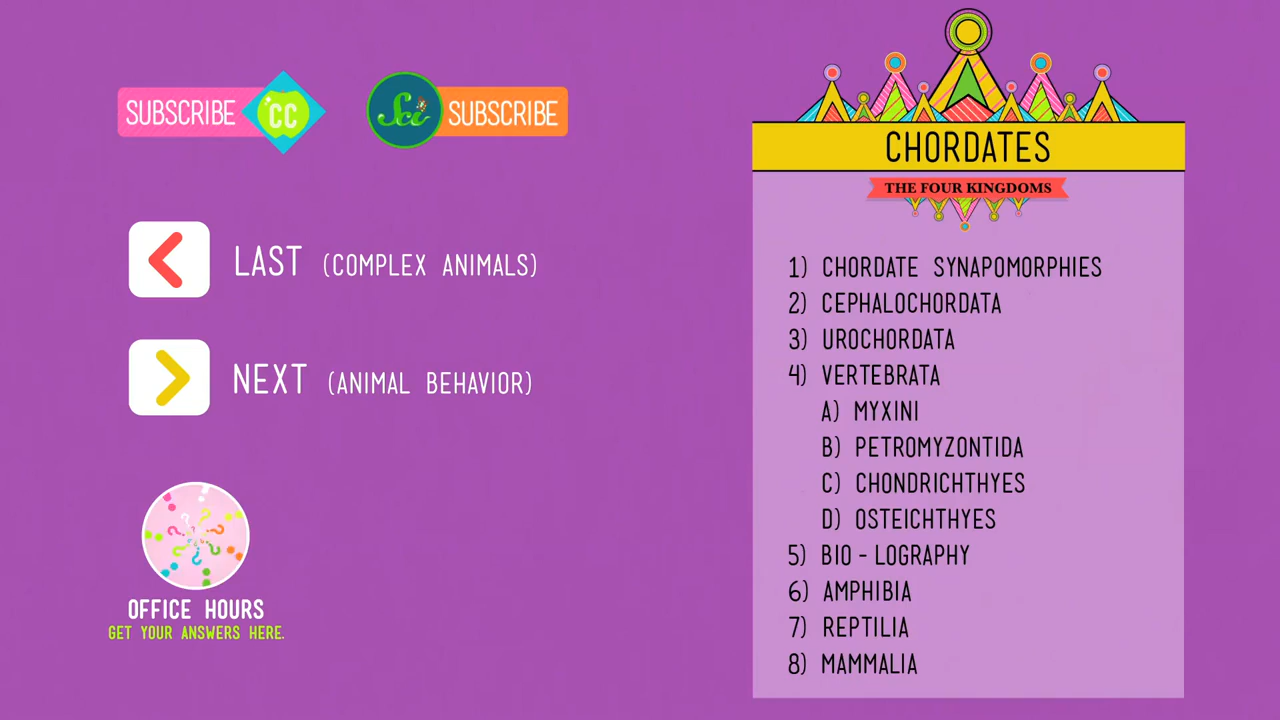 SUBSCRIBE CC
Sci SUBSCRIBE
LAST (COMPLEX ANIMALS)
NEXT (ANIMAL BEHAVIOR)
OFFICE HOURS
GET YOUR ANSWERS HERE.
CHORDATES
THE FOUR KINGDOMS
1) CHORDATE SYNAPOMORPHIES
2) CEPHALOCHORDATA
3) UROCHORDATA
4) VERTEBRATA
A) MYXINI
B) PETROMYZONTIDA
C) CHONDRICHTHYES
D) OSTEICHTHYES
5) BIO - LOGRAPHY
6) AMPHIBIA
7) REPTILIA
8) MAMMALIA